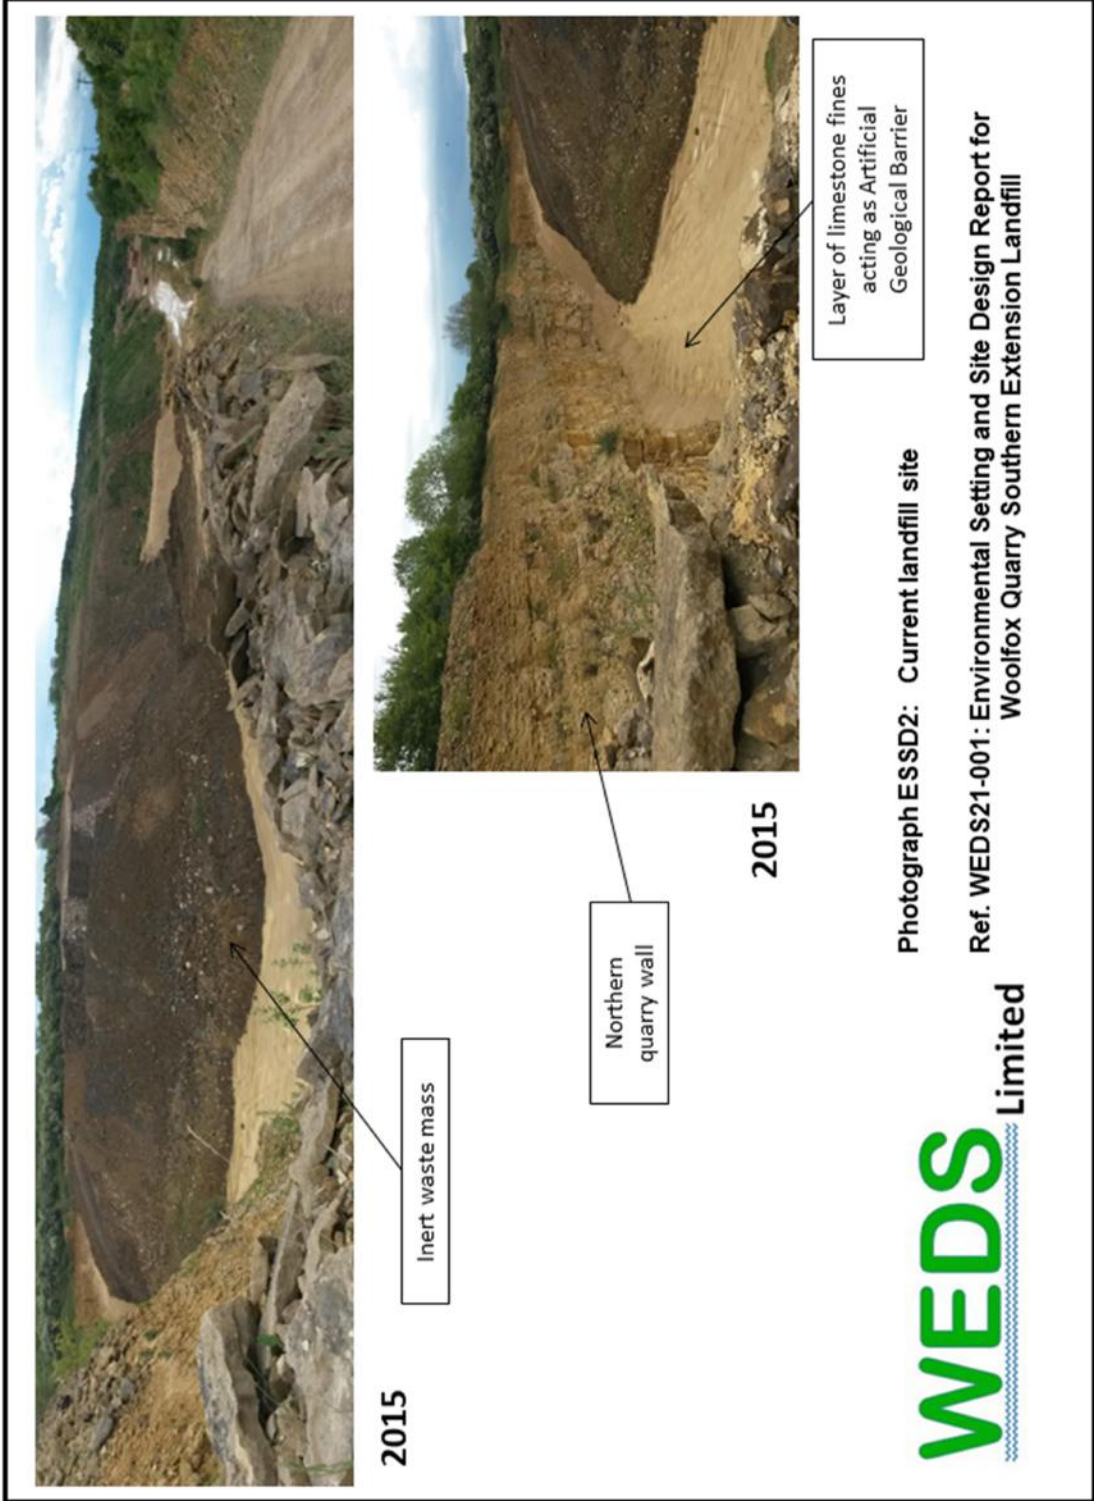 2015
Inert waste mass
Northern
quarry wall
2015
Layer of limestone fines
acting as Artificial
Geological Barrier
Photograph ESSD2: Current landfill site
Ref. WEDS21-001: Environmental Setting and Site Design Report for
Woolfox Quarry Southern Extension Landfill
WEDS
Limited